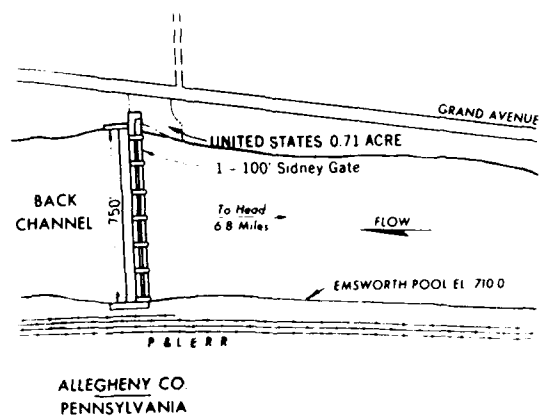 GRAND AVENUE
UNITED STATES 0.71 ACRE
1 - 100' Sidney Gate
BACK
CHANNEL
750'
To Head
6.8 Miles
FLOW
EMSWORTH POOL EL 710 0
P & L E R R
ALLEGHENY CO.
PENNSYLVANIA